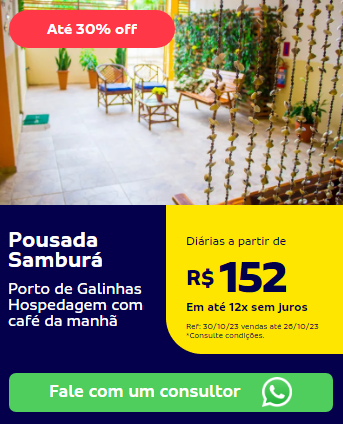 Até 30% off
Pousada
Samburá
Porto de Galinhas
Hospedagem com
café da manhã
Diárias a partir de
R$ 152
Em até 12x sem juros
Ref: 30/10/23 vendas até 26/10/23
*Consulte condições.
Fale com um consultor